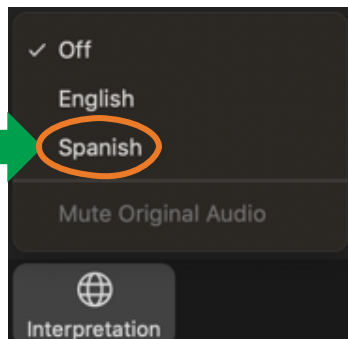 ✓ Off
English
Spanish
Mute Original Audio
Interpretation